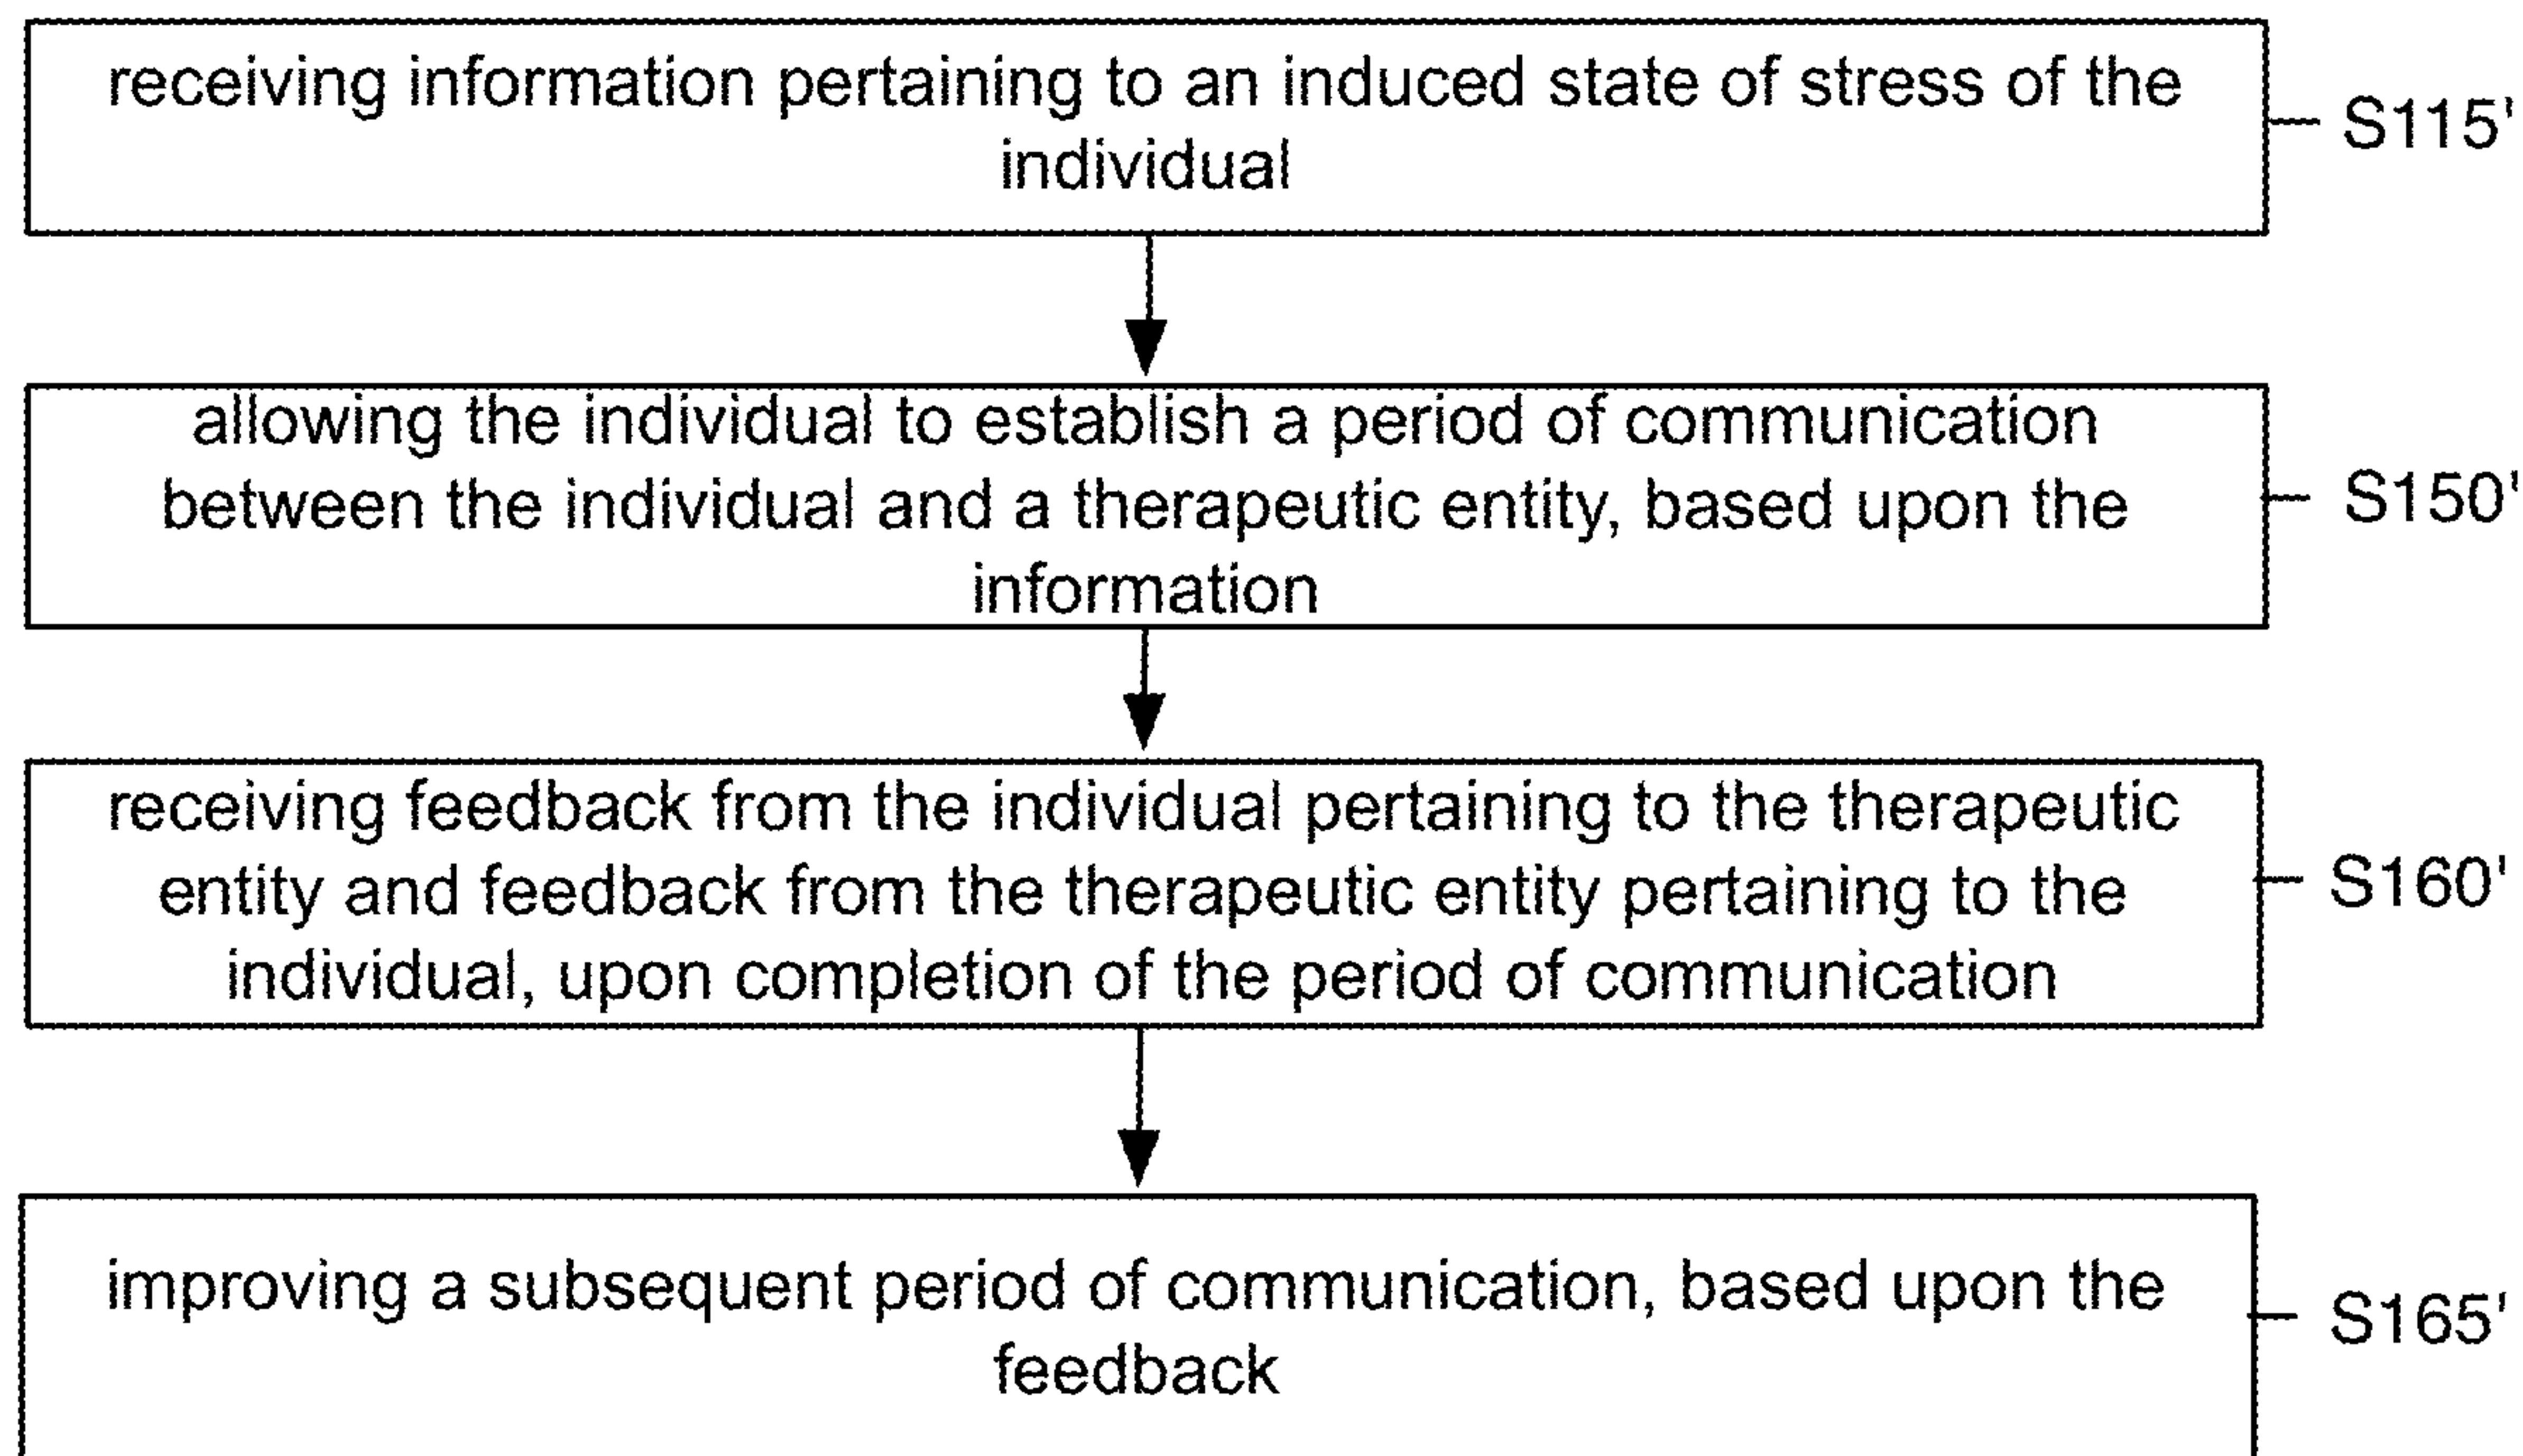 receiving information pertaining to an induced state of stress of the
individual
S115'
allowing the individual to establish a period of communication
between the individual and a therapeutic entity, based upon the
information
S150'
receiving feedback from the individual pertaining to the therapeutic
entity and feedback from the therapeutic entity pertaining to the
individual, upon completion of the period of communication
S160'
improving a subsequent period of communication, based upon the
feedback
S165'